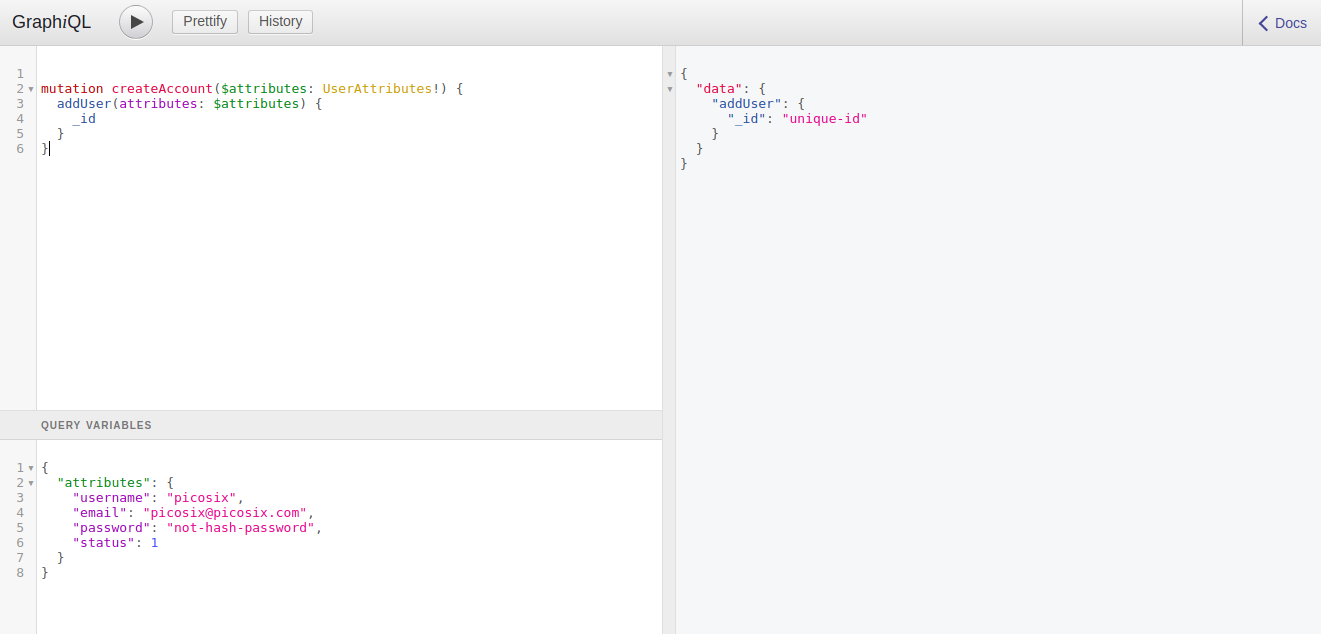 GraphiQL Prettify History Docs
1
2 mutation createAccount($attributes: UserAttributes!) {
3   addUser(attributes: $attributes) {
4     _id
5   }
6 }
QUERY VARIABLES
1 {
2   "attributes": {
3     "username": "picosix",
4     "email": "picosix@picosix.com",
5     "password": "not-hash-password",
6     "status": 1
7   }
8 }
{
  "data": {
    "addUser": {
      "_id": "unique-id"
    }
  }
}